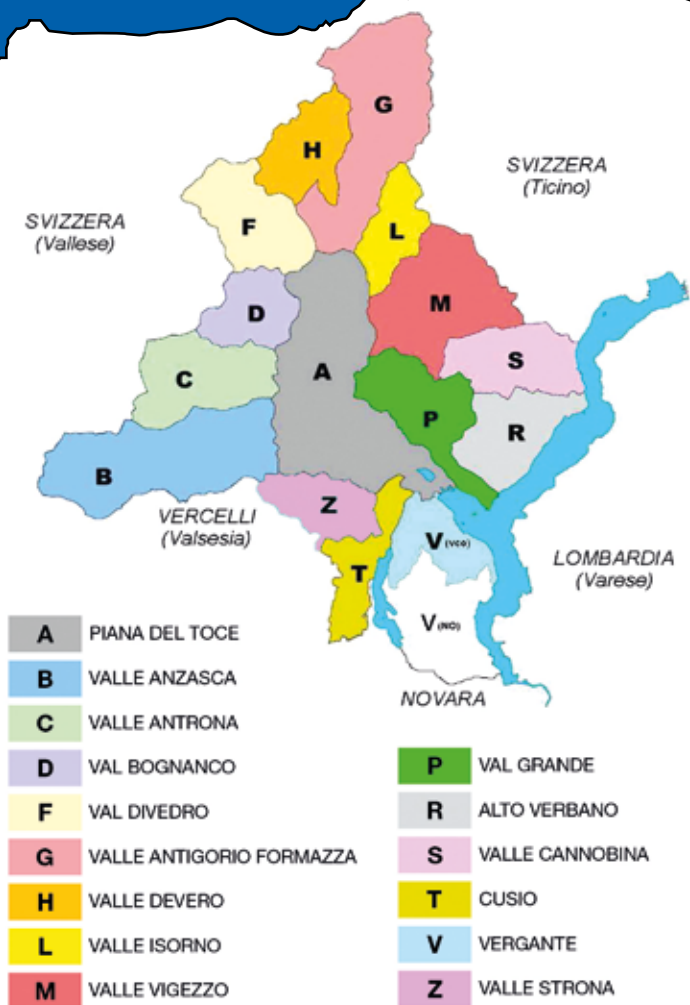 G
H
SVIZZERA
(Ticino)
SVIZZERA
(Vallese)
F
L
D
M
A
S
C
P
R
B
Z
VERCELLI
(Valsesia)
V (VCO)
LOMBARDIA
(Varese)
T
V (NO)
NOVARA
A PIANA DEL TOCE
B VALLE ANZASCA
C VALLE ANTRONA
D VAL BOGNANCO
F VAL DIVEDRO
G VALLE ANTIGORIO FORMAZZA
H VALLE DEVERO
L VALLE ISORNO
M VALLE VIGEZZO
P VAL GRANDE
R ALTO VERBANO
S VALLE CANNOBINA
T CUSIO
V VERGANTE
Z VALLE STRONA